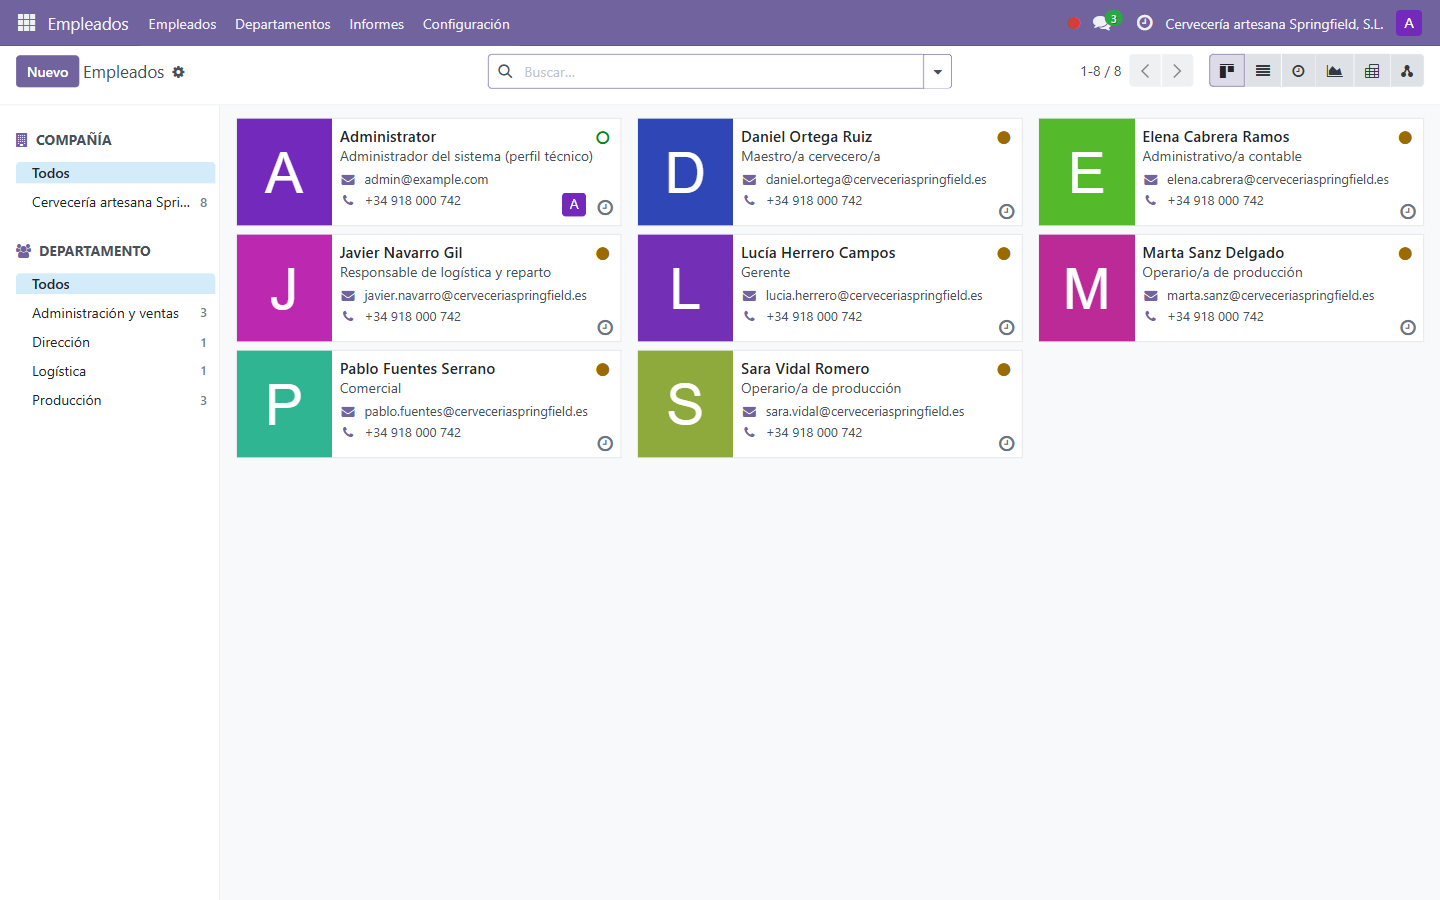 Empleados Empleados Departamentos Informes Configuración 3 Cervecería artesana Springfield, S.L. A
Nuevo Empleados Buscar... 1-8 / 8
COMPAÑÍA
Todos
Cervecería artesana Spri... 8
DEPARTAMENTO
Todos
Administración y ventas 3
Dirección 1
Logística 1
Producción 3
A
Administrator
Administrador del sistema (perfil técnico)
admin@example.com
+34 918 000 742
A
D
Daniel Ortega Ruiz
Maestro/a cervecero/a
daniel.ortega@cerveceriaspringfield.es
+34 918 000 742
E
Elena Cabrera Ramos
Administrativo/a contable
elena.cabrera@cerveceriaspringfield.es
+34 918 000 742
J
Javier Navarro Gil
Responsable de logística y reparto
javier.navarro@cerveceriaspringfield.es
+34 918 000 742
L
Lucía Herrero Campos
Gerente
lucia.herrero@cerveceriaspringfield.es
+34 918 000 742
M
Marta Sanz Delgado
Operario/a de producción
marta.sanz@cerveceriaspringfield.es
+34 918 000 742
P
Pablo Fuentes Serrano
Comercial
pablo.fuentes@cerveceriaspringfield.es
+34 918 000 742
S
Sara Vidal Romero
Operario/a de producción
sara.vidal@cerveceriaspringfield.es
+34 918 000 742